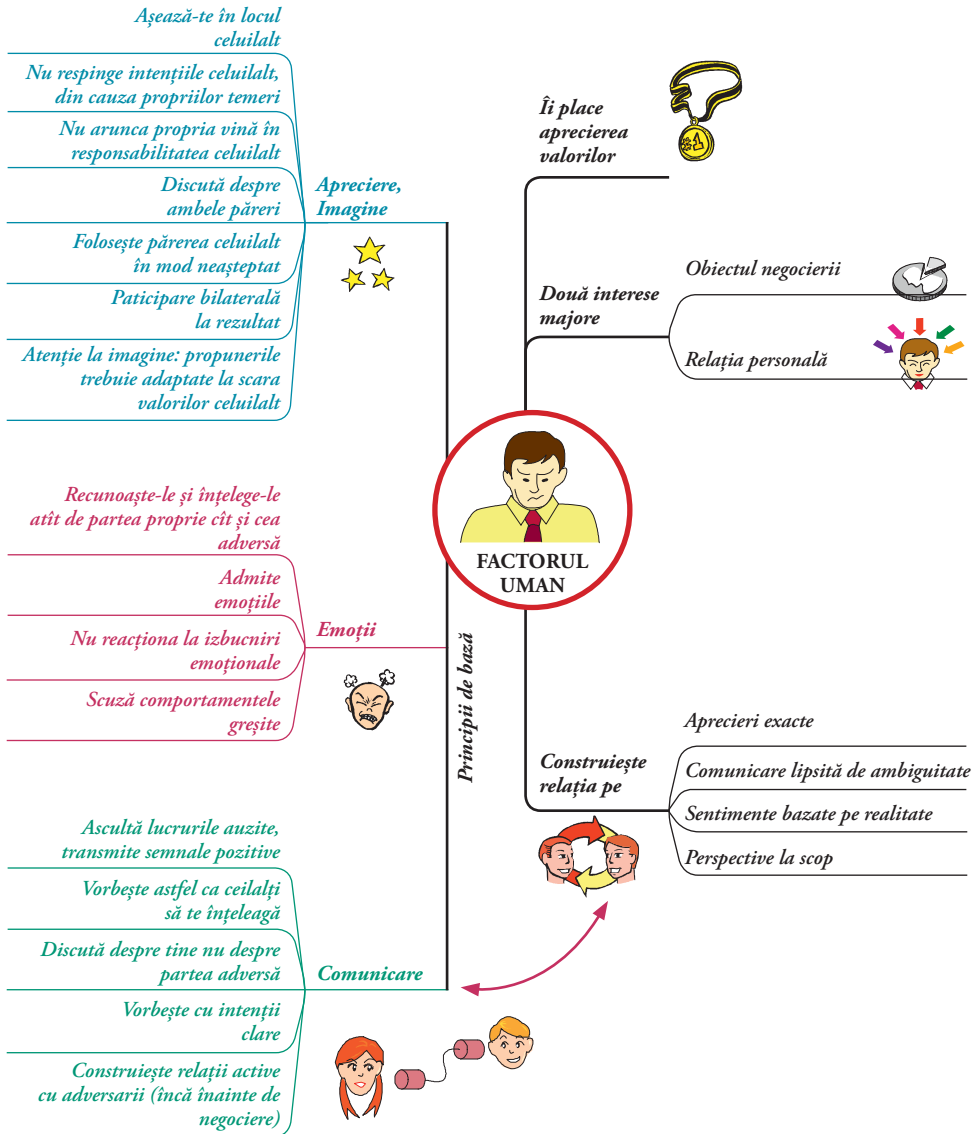 Așează-te în locul
celuilalt
Nu respinge intențiile celuilalt,
din cauza propriilor temeri
Nu arunca propria vină în
responsabilitatea celuilalt
Discută despre
ambele păreri
Folosește părerea celuilalt
în mod neașteptat
Paticipare bilaterală
la rezultat
Atenție la imagine: propunerile
trebuie adaptate la scara
valorilor celuilalt
Apreciere,
Imagine
Recunoaște-le și înțelege-le
atît de partea proprie cît și cea
adversă
Admite
emoțiile
Nu reacționa la izbucniri
emoționale
Scuză comportamentele
greșite
Emoții
Ascultă lucrurile auzite,
transmite semnale pozitive
Vorbește astfel ca ceilalți
să te înțeleagă
Discută despre tine nu despre
partea adversă
Vorbește cu intenții
clare
Construiește relații active
cu adversarii (încă înainte de
negociere)
Comunicare
Principii de bază
FACTORUL
UMAN
Îi place
aprecierea
valorilor
#1
Două interese
majore
Obiectul negocierii
Relația personală
Construiește
relația pe
Aprecieri exacte
Comunicare lipsită de ambiguitate
Sentimente bazate pe realitate
Perspective la scop